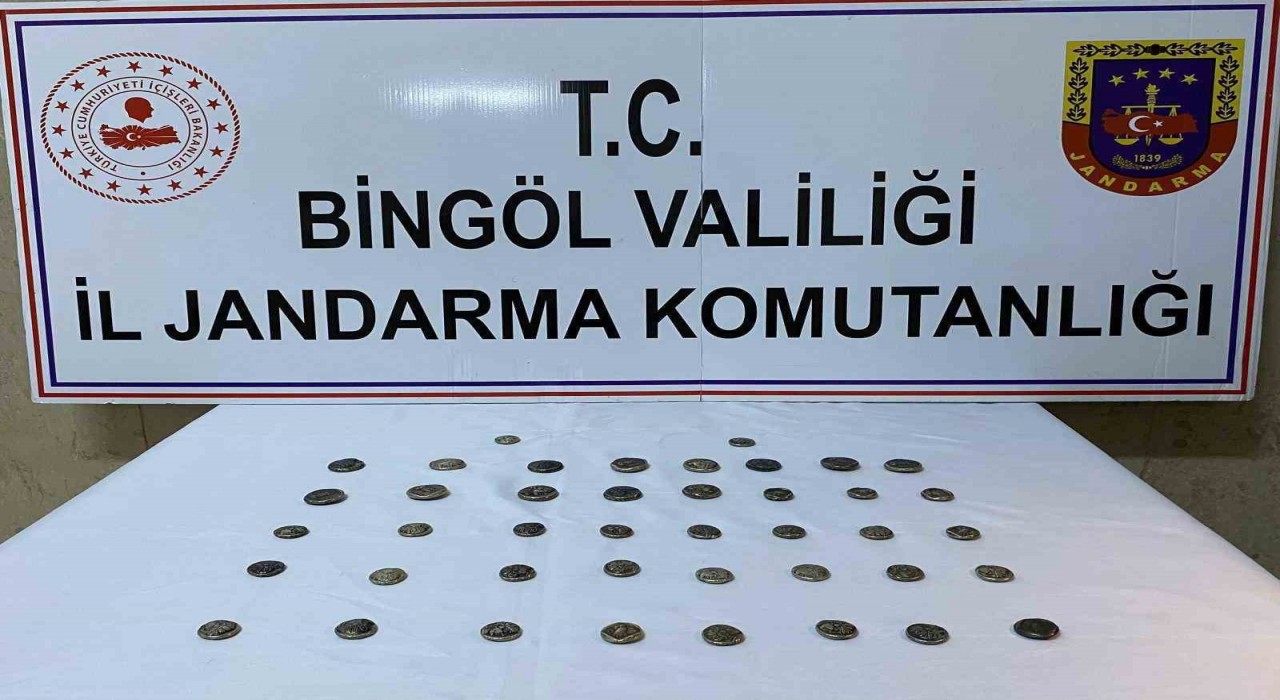 TÜRKİYE CUMHURİYETİ İÇİŞLERİ BAKANLIĞI
T.C.
BİNGÖL VALİLİĞİ
İL JANDARMA KOMUTANLIĞI
1839
JANDARMA